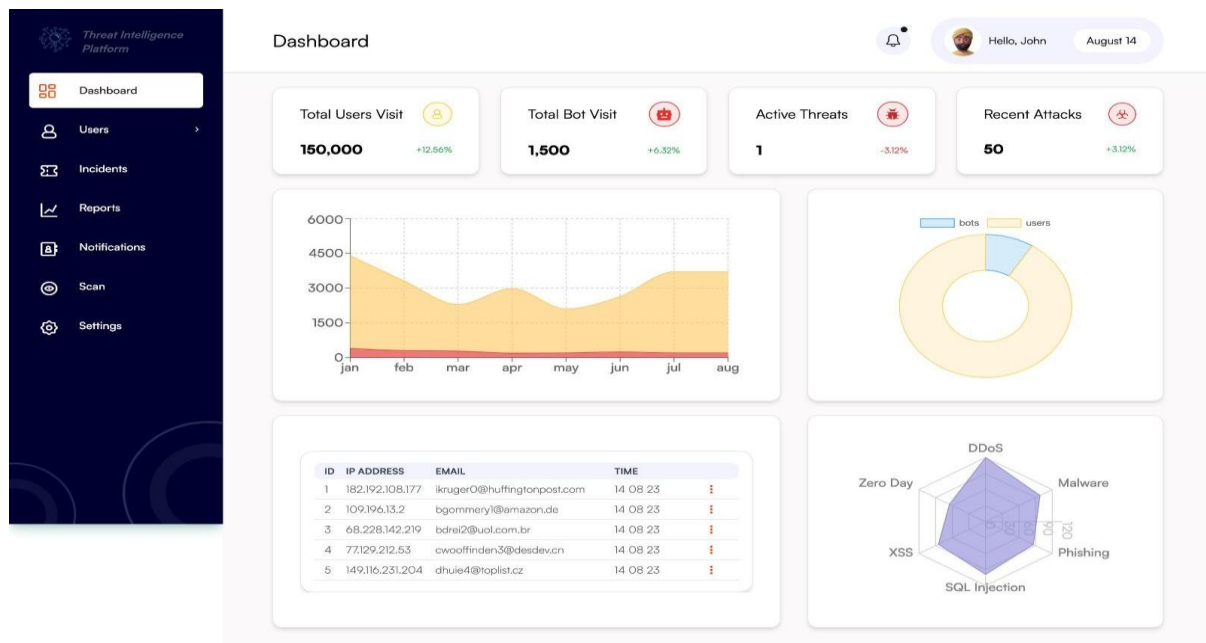 Threat Intelligence
Platform
Dashboard
Users
Incidents
Reports
Notifications
Scan
Settings
Dashboard
Hello, John
August 14
Total Users Visit
150,000 +12.56%
Total Bot Visit
1,500 +6.32%
Active Threats
1 -3.12%
Recent Attacks
50 +3.12%
6000
4500
3000
1500
0
jan feb mar apr may jun jul aug
bots users
ID IP ADDRESS EMAIL TIME
1 182.192.108.177 ikruger0@huffingtonpost.com 14 08 23
2 109.196.13.2 bgommery1@amazon.de 14 08 23
3 68.228.142.219 bdrei2@uol.com.br 14 08 23
4 77.129.212.53 cwooffinden3@desdev.cn 14 08 23
5 149.116.231.204 dhuie4@toplist.cz 14 08 23
DDoS
Zero Day
Malware
0 30 60 90 120
XSS
Phishing
SQL Injection